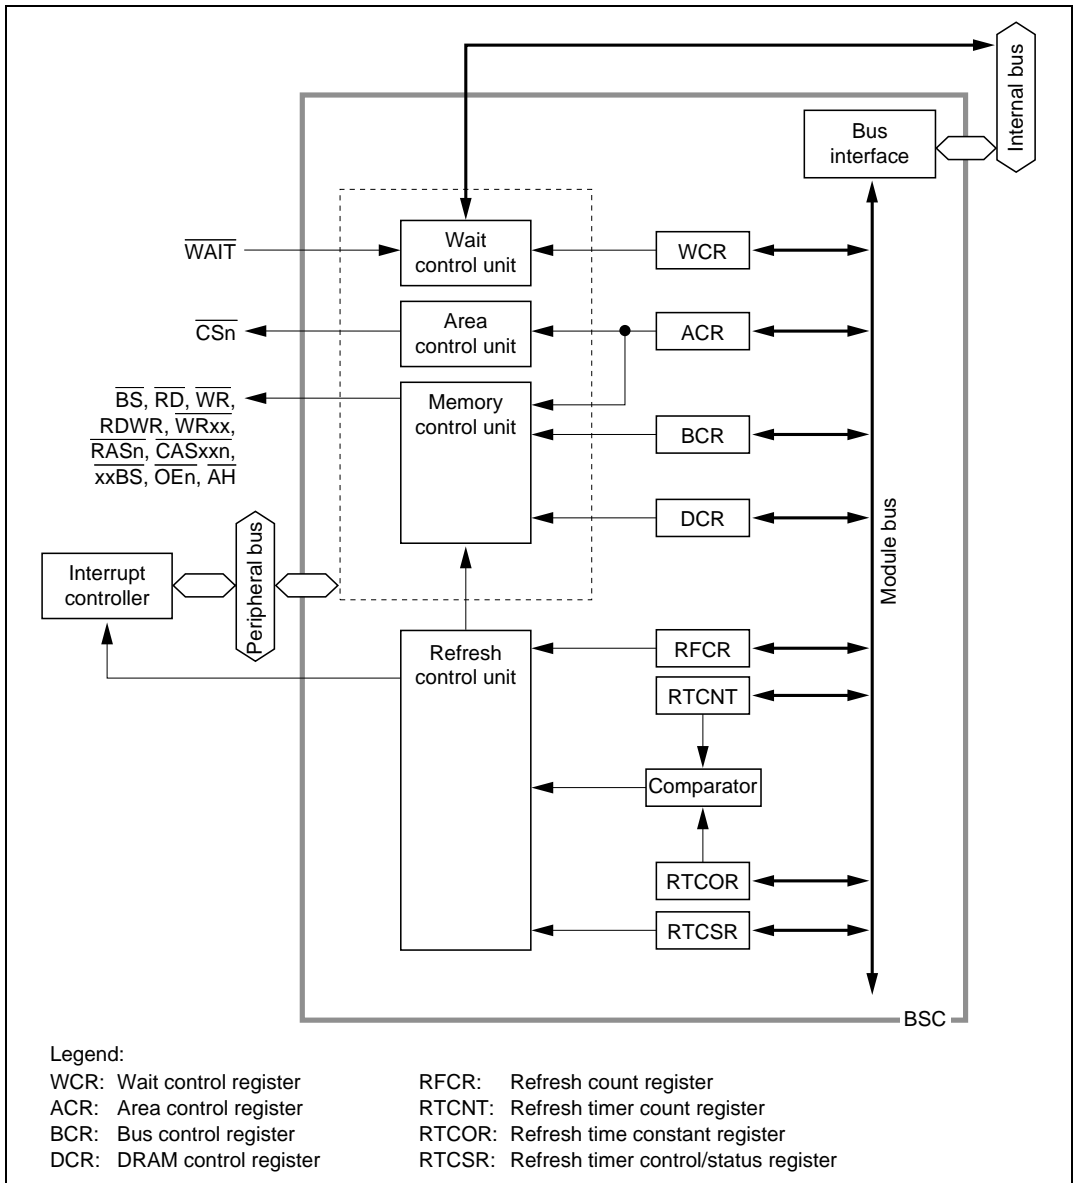 Internal bus
Bus
interface
WAIT
Wait
control unit
WCR
CSn
Area
control unit
ACR
BS, RD, WR,
RDWR, WRxx,
RASn, CASxxn,
xxBS, OEn, AH
Memory
control unit
BCR
DCR
Module bus
Interrupt
controller
Peripheral bus
Refresh
control unit
RFCR
RTCNT
Comparator
RTCOR
RTCSR
BSC
Legend:
WCR: Wait control register
ACR: Area control register
BCR: Bus control register
DCR: DRAM control register
RFCR: Refresh count register
RTCNT: Refresh timer count register
RTCOR: Refresh time constant register
RTCSR: Refresh timer control/status register